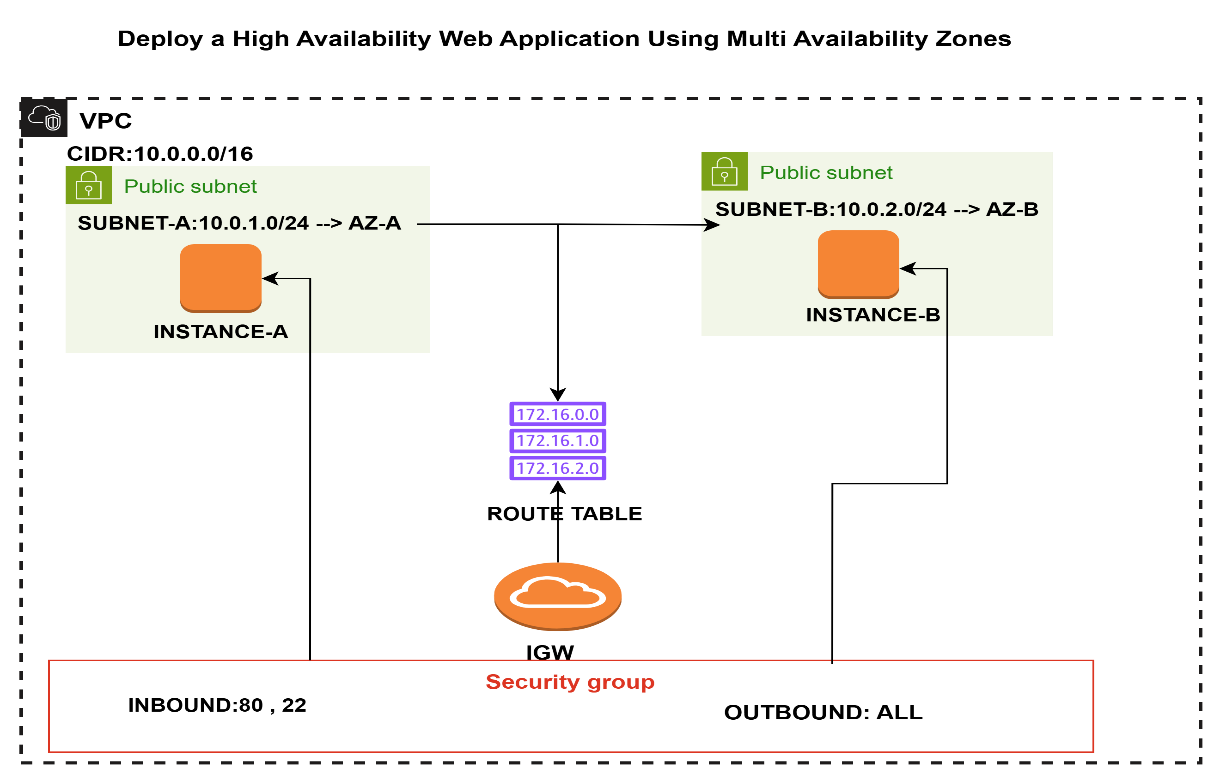 Deploy a High Availability Web Application Using Multi Availability Zones
VPC
CIDR:10.0.0.0/16
Public subnet
SUBNET-A:10.0.1.0/24 --> AZ-A
INSTANCE-A
Public subnet
SUBNET-B:10.0.2.0/24 --> AZ-B
INSTANCE-B
172.16.0.0
172.16.1.0
172.16.2.0
ROUTE TABLE
IGW
Security group
INBOUND:80 , 22
OUTBOUND: ALL